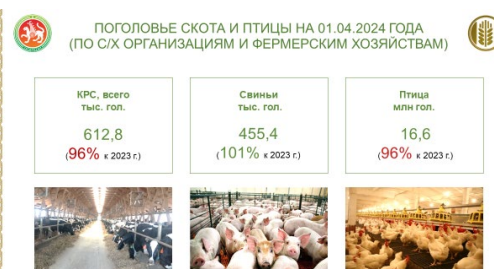 ПОГОЛОВЬЕ СКОТА И ПТИЦЫ НА 01.04.2024 ГОДА
(ПО С/Х ОРГАНИЗАЦИЯМ И ФЕРМЕРСКИМ ХОЗЯЙСТВАМ)
КРС, всего
тыс. гол.
612,8
(96% к 2023 г.)
Свиньи
тыс. гол.
455,4
(101% к 2023 г.)
Птица
млн гол.
16,6
(96% к 2023 г.)